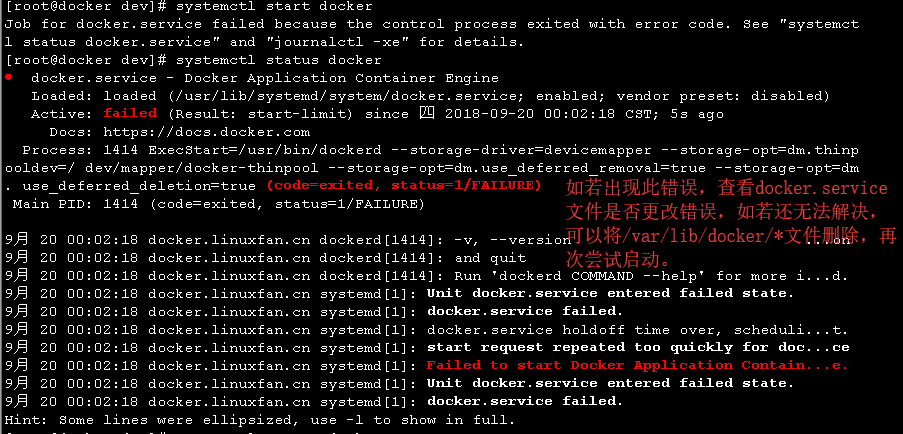 [root@docker dev]# systemctl start docker
Job for docker.service failed because the control process exited with error code. See "systemct
l status docker.service" and "journalctl -xe" for details.
[root@docker dev]# systemctl status docker
● docker.service - Docker Application Container Engine
Loaded: loaded (/usr/lib/systemd/system/docker.service; enabled; vendor preset: disabled)
Active: failed (Result: start-limit) since 四 2018-09-20 00:02:18 CST; 5s ago
Docs: https://docs.docker.com
Process: 1414 ExecStart=/usr/bin/dockerd --storage-driver=devicemapper --storage-opt=dm.thinp
ooldev=/ dev/mapper/docker-thinpool --storage-opt=dm.use_deferred_removal=true --storage-opt=dm
. use_deferred_deletion=true (code=exited, status=1/FAILURE)
Main PID: 1414 (code=exited, status=1/FAILURE)
如若出现此错误，查看docker.service
文件是否更改错误，如若还无法解决，
可以将/var/lib/docker/*文件删除，再
次尝试启动。
9月 20 00:02:18 docker.linuxfan.cn dockerd[1414]: -v, --version ...on
9月 20 00:02:18 docker.linuxfan.cn dockerd[1414]: and quit
9月 20 00:02:18 docker.linuxfan.cn dockerd[1414]: Run 'dockerd COMMAND --help' for more i...d.
9月 20 00:02:18 docker.linuxfan.cn systemd[1]: Unit docker.service entered failed state.
9月 20 00:02:18 docker.linuxfan.cn systemd[1]: docker.service failed.
9月 20 00:02:18 docker.linuxfan.cn systemd[1]: docker.service holdoff time over, scheduli...t.
9月 20 00:02:18 docker.linuxfan.cn systemd[1]: start request repeated too quickly for doc...ce
9月 20 00:02:18 docker.linuxfan.cn systemd[1]: Failed to start Docker Application Contain...e.
9月 20 00:02:18 docker.linuxfan.cn systemd[1]: Unit docker.service entered failed state.
9月 20 00:02:18 docker.linuxfan.cn systemd[1]: docker.service failed.
Hint: Some lines were ellipsized, use -l to show in full.